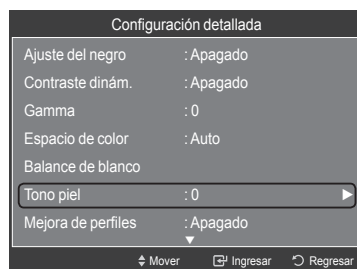 Configuración detallada
Ajuste del negro : Apagado
Contraste dinám. : Apagado
Gamma : 0
Espacio de color : Auto
Balance de blanco
Tono piel : 0
Mejora de perfiles : Apagado
Mover Ingresar Regresar